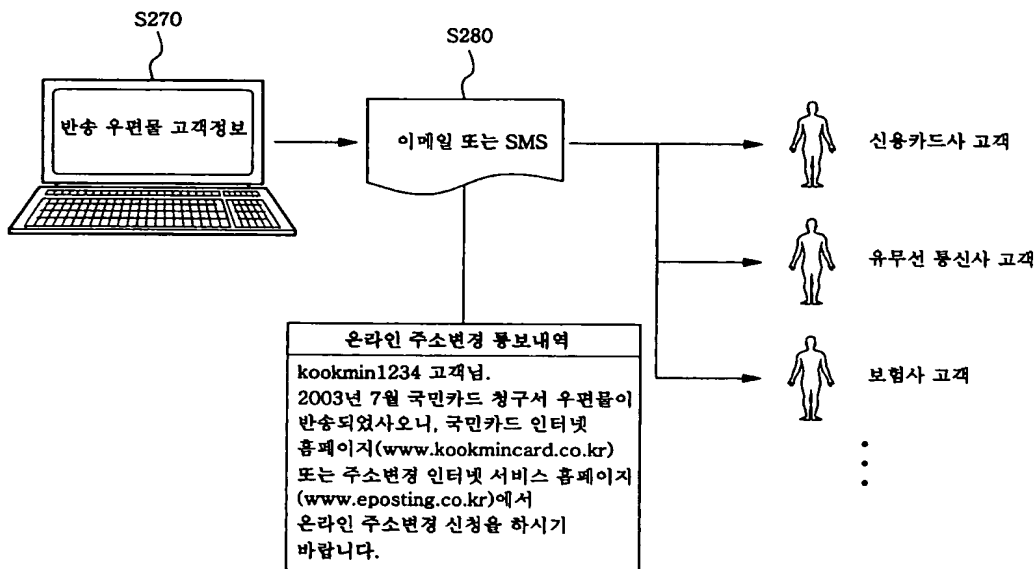 S270
S280
반송 우편물 고객정보
이메일 또는 SMS
신용카드사 고객
유무선 통신사 고객
보험사 고객
온라인 주소변경 통보내역
kookmin1234 고객님.
2003년 7월 국민카드 청구서 우편물이
반송되었사오니, 국민카드 인터넷
홈페이지(www.kookmincard.co.kr)
또는 주소변경 인터넷 서비스 홈페이지
(www.eposting.co.kr)에서
온라인 주소변경 신청을 하시기
바랍니다.